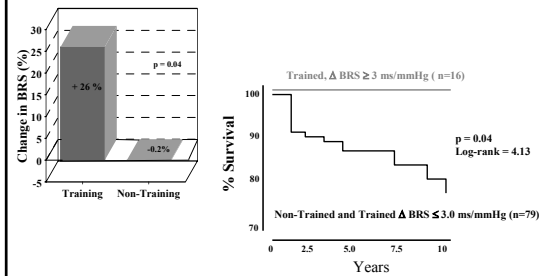 30
25
20
15
10
5
0
-5
Change in BRS (%)
p = 0.04
+ 26 %
-0.2%
Training Non-Training
Trained, Δ BRS ≥ 3 ms/mmHg ( n=16)
100
90
80
70
% Survival
p = 0.04
Log-rank = 4.13
Non-Trained and Trained Δ BRS ≤ 3.0 ms/mmHg (n=79)
0 2.5 5.0 7.5 10
Years